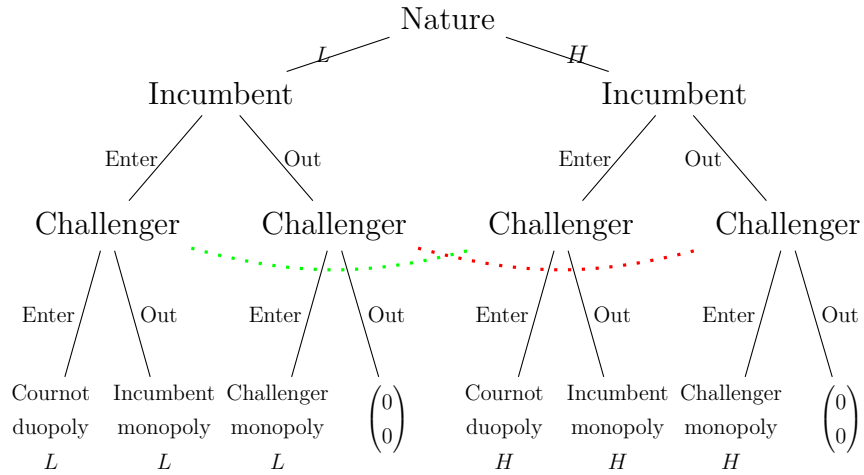 Nature
L H
Incumbent Incumbent
Enter Out Enter Out
Challenger Challenger Challenger Challenger
Enter Out Enter Out Enter Out Enter Out
Cournot Incumbent Challenger 0 Cournot Incumbent Challenger 0
duopoly monopoly monopoly 0 duopoly monopoly monopoly 0
L L L H H H